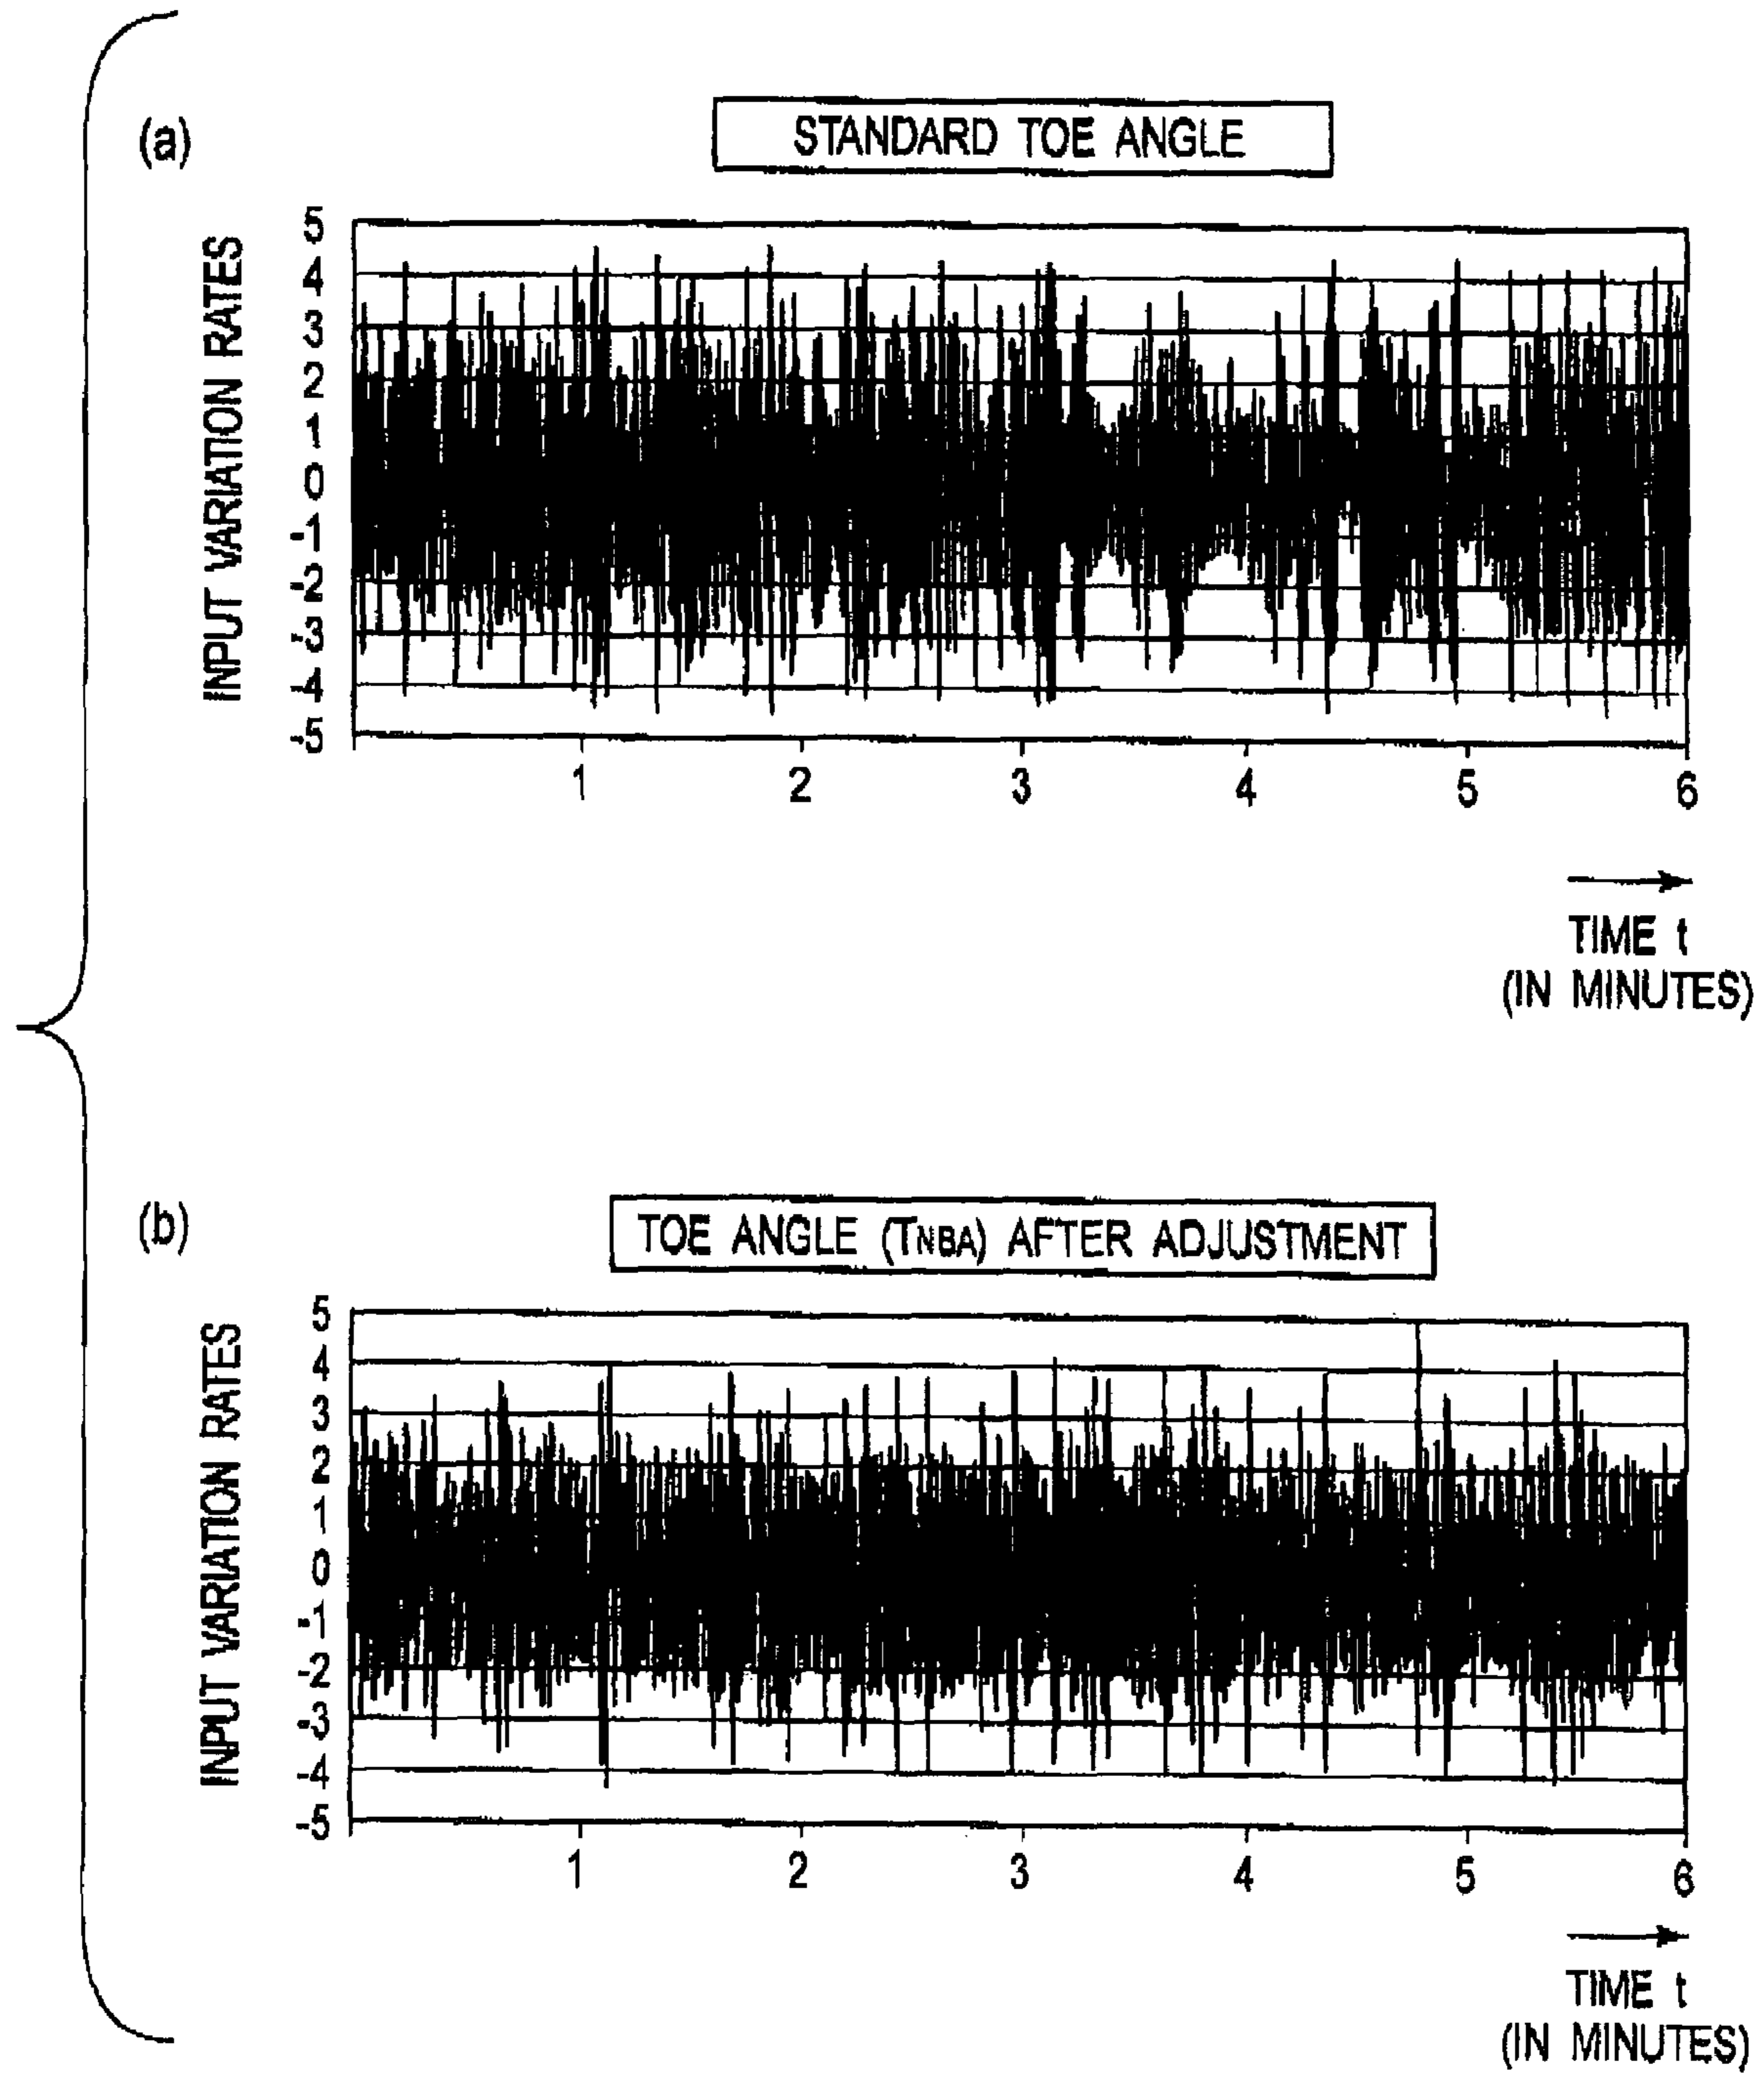 (a)
STANDARD TOE ANGLE
INPUT VARIATION RATES
5
4
3
2
1
0
-1
-2
-3
-4
-5
1 2 3 4 5 6
TIME t
(IN MINUTES)
(b)
TOE ANGLE (TNBA) AFTER ADJUSTMENT
INPUT VARIATION RATES
5
4
3
2
1
0
-1
-2
-3
-4
-5
1 2 3 4 5 6
TIME t
(IN MINUTES)